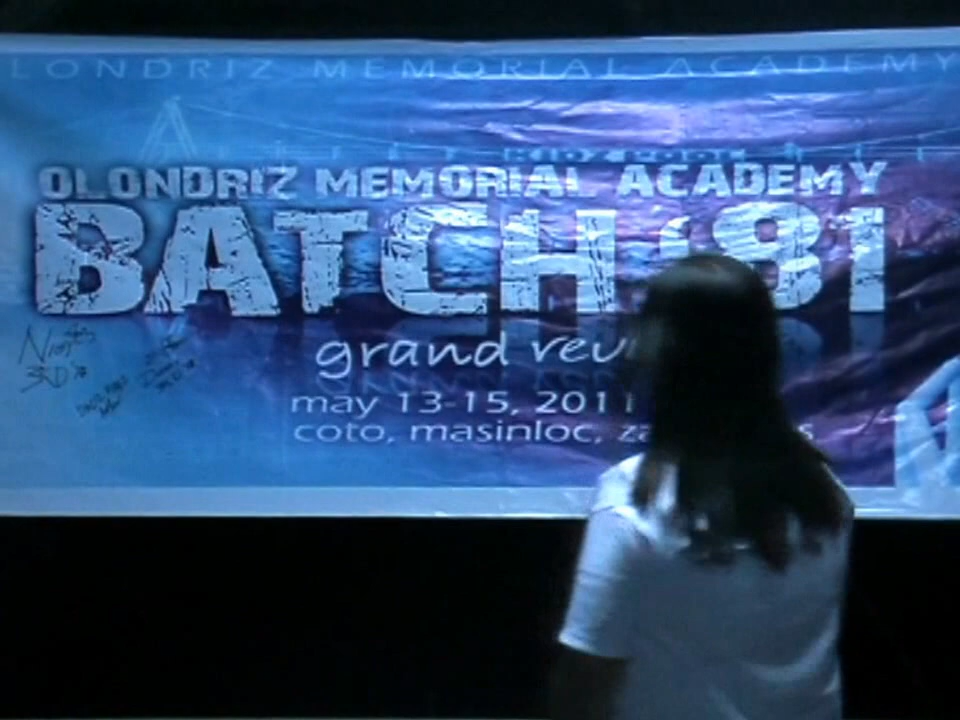 LONDRIZ MEMORIAL ACADEMY
OLONDRIZ MEMORIAL ACADEMY
BATCH '81
grand reu
may 13-15, 2011
coto, masinloc, za s